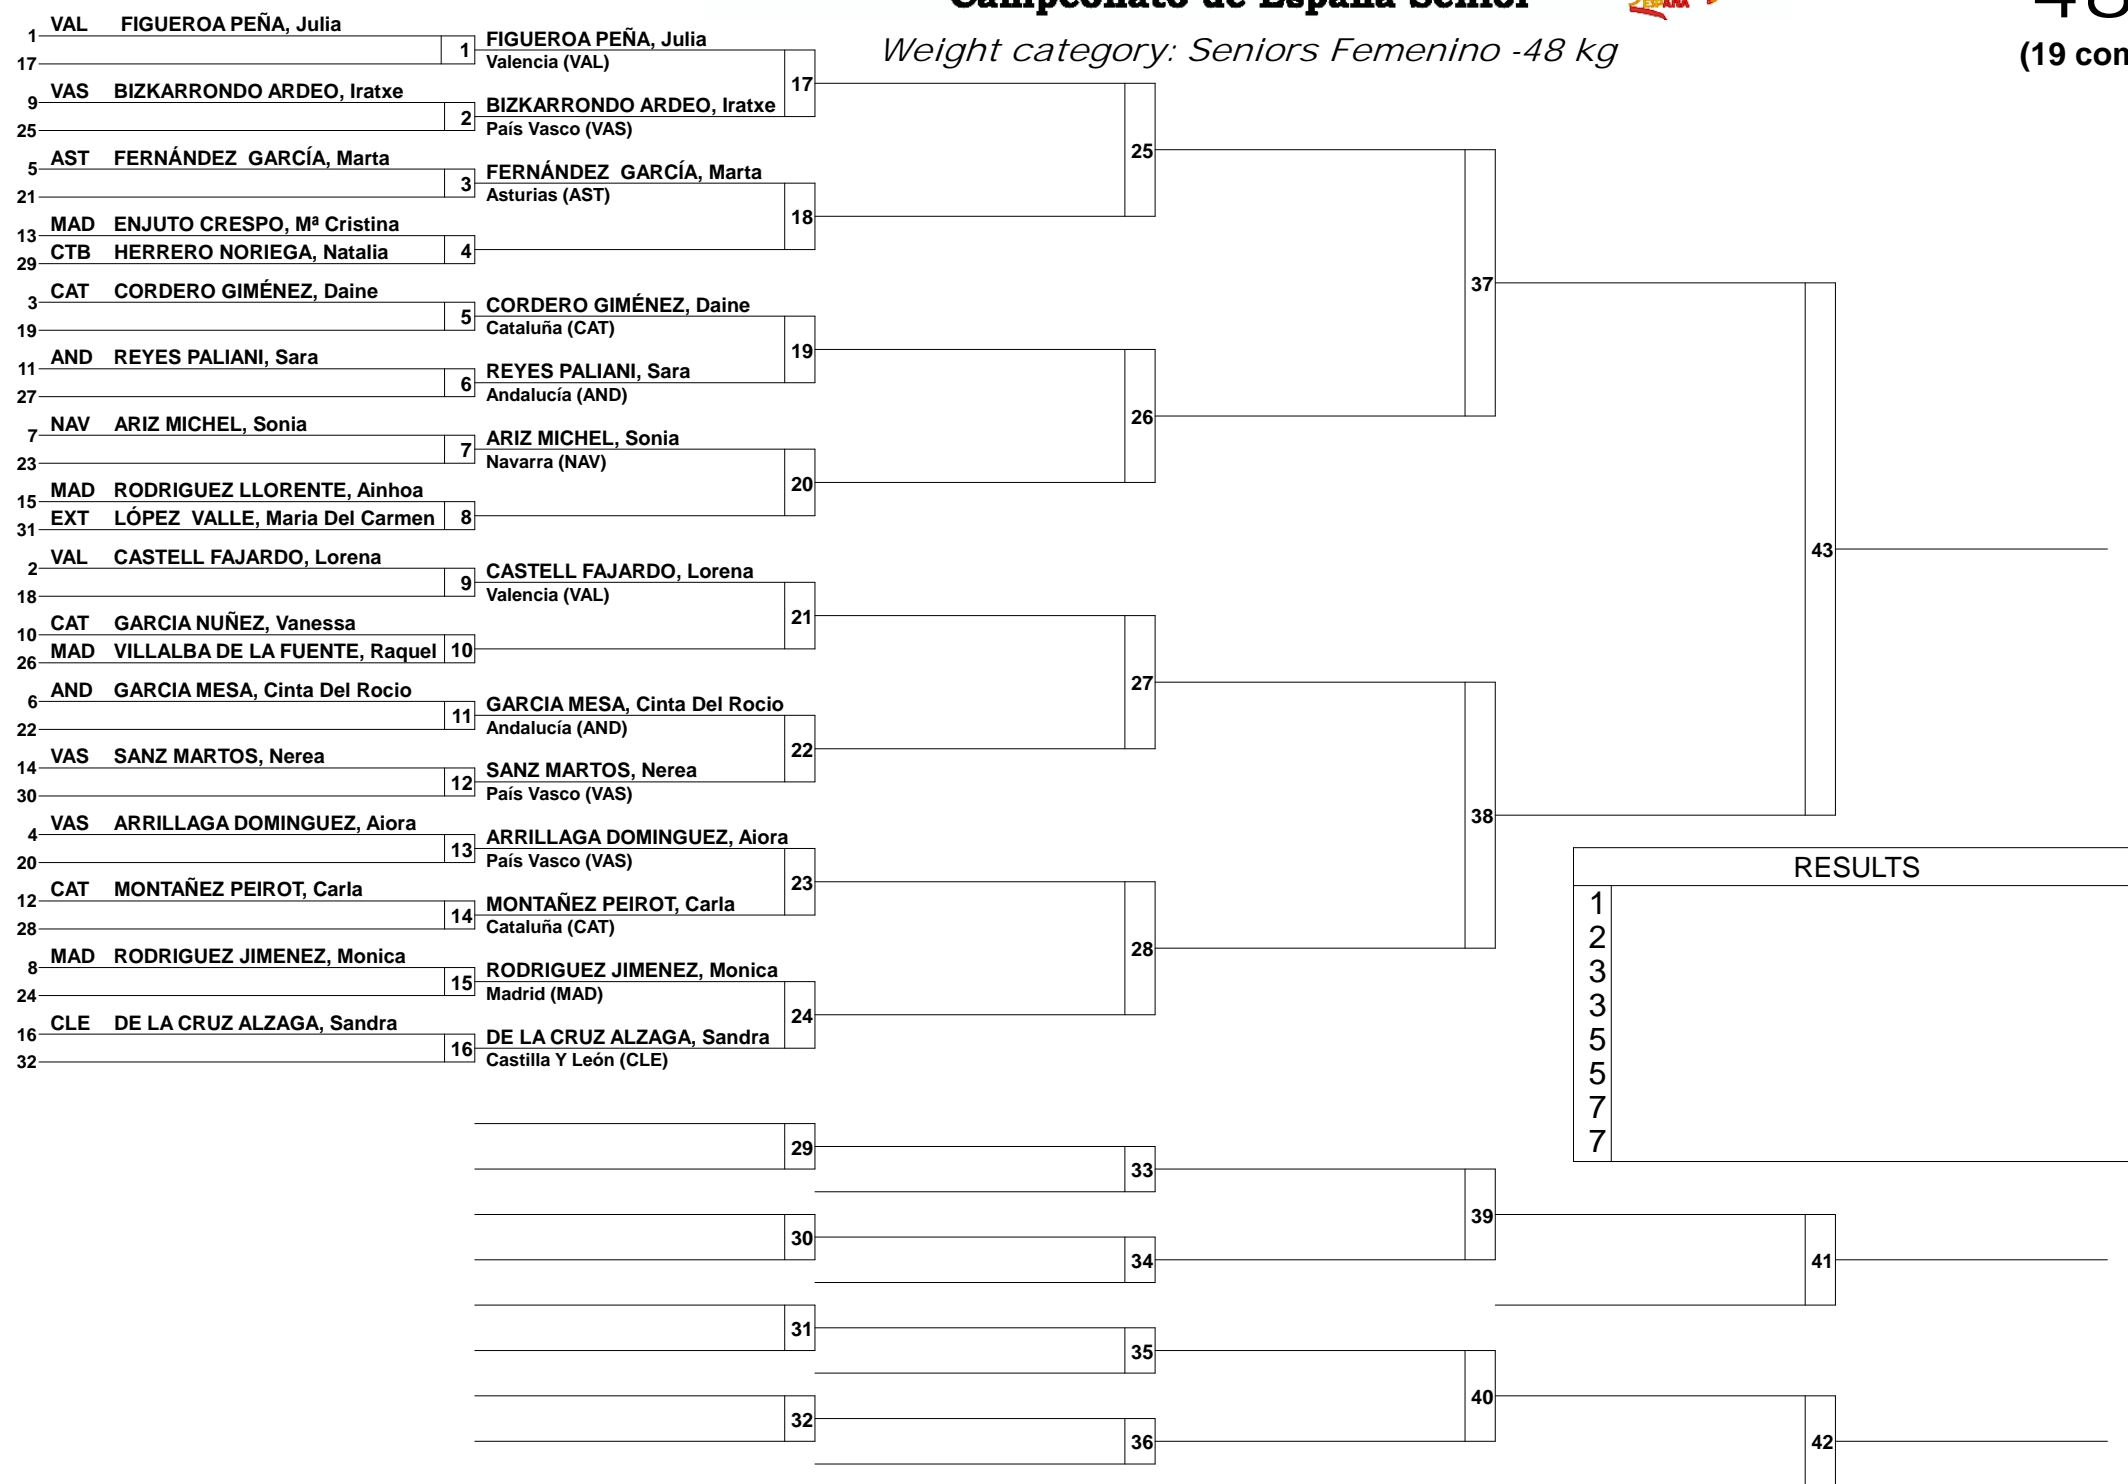 Campeonato de España Senior
ESPAÑA
Weight category: Seniors Femenino -48 kg
48
(19 con
1 VAL FIGUEROA PEÑA, Julia
17
1
9 VAS BIZKARRONDO ARDEO, Iratxe
25
2
5 AST FERNÁNDEZ GARCÍA, Marta
21
3
13 MAD ENJUTO CRESPO, Mª Cristina
29 CTB HERRERO NORIEGA, Natalia
4
3 CAT CORDERO GIMÉNEZ, Daine
19
5
11 AND REYES PALIANI, Sara
27
6
7 NAV ARIZ MICHEL, Sonia
23
7
15 MAD RODRIGUEZ LLORENTE, Ainhoa
31 EXT LÓPEZ VALLE, Maria Del Carmen
8
2 VAL CASTELL FAJARDO, Lorena
18
9
10 CAT GARCIA NUÑEZ, Vanessa
26 MAD VILLALBA DE LA FUENTE, Raquel
10
6 AND GARCIA MESA, Cinta Del Rocio
22
11
14 VAS SANZ MARTOS, Nerea
30
12
4 VAS ARRILLAGA DOMINGUEZ, Aiora
20
13
12 CAT MONTAÑEZ PEIROT, Carla
28
14
8 MAD RODRIGUEZ JIMENEZ, Monica
24
15
16 CLE DE LA CRUZ ALZAGA, Sandra
32
16
FIGUEROA PEÑA, Julia
Valencia (VAL)
17
BIZKARRONDO ARDEO, Iratxe
País Vasco (VAS)
FERNÁNDEZ GARCÍA, Marta
Asturias (AST)
18
CORDERO GIMÉNEZ, Daine
Cataluña (CAT)
19
REYES PALIANI, Sara
Andalucía (AND)
ARIZ MICHEL, Sonia
Navarra (NAV)
20
CASTELL FAJARDO, Lorena
Valencia (VAL)
21
GARCIA MESA, Cinta Del Rocio
Andalucía (AND)
22
SANZ MARTOS, Nerea
País Vasco (VAS)
ARRILLAGA DOMINGUEZ, Aiora
País Vasco (VAS)
23
MONTAÑEZ PEIROT, Carla
Cataluña (CAT)
RODRIGUEZ JIMENEZ, Monica
Madrid (MAD)
24
DE LA CRUZ ALZAGA, Sandra
Castilla Y León (CLE)
25
26
27
28
37
38
43
RESULTS
1
2
3
3
5
5
7
7
29
30
31
32
33
34
35
36
39
40
41
42